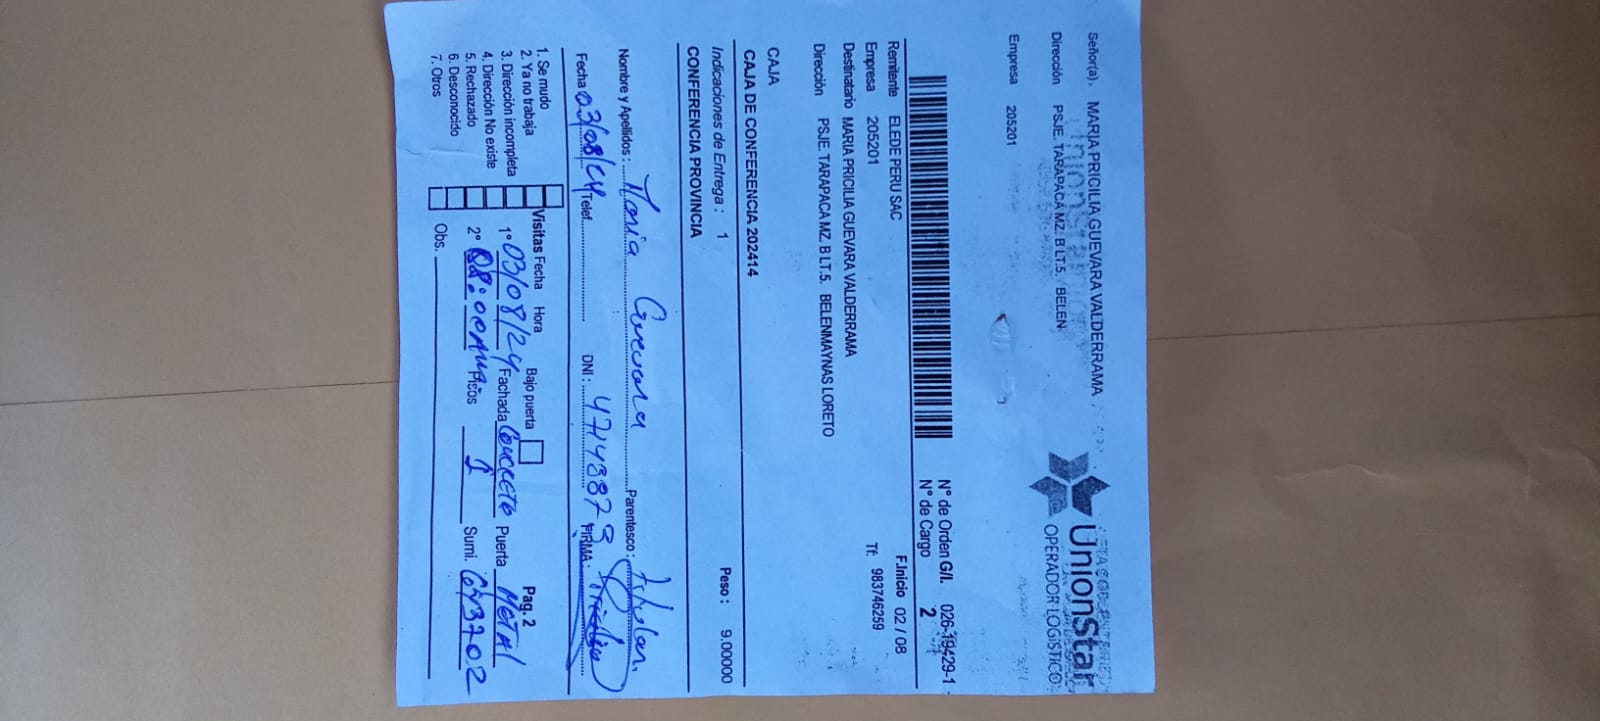 Señor(a). MARIA PRICILIA GUEVARA VALDERRAMA
Dirección PSJE. TARAPACA MZ. B LT.5. BELEN
Empresa 205201
UnionStar
OPERADOR LOGÍSTICO
N° de Orden G/I. 026-19429-1
N° de Cargo 2
Remitente ELEDE PERU SAC F.Inicio 02 / 08
Empresa 205201 Tf: 983746259
Destinatario MARIA PRICILIA GUEVARA VALDERRAMA
Dirección PSJE. TARAPACA MZ. B LT.5. BELENMAYNAS LORETO
CAJA
CAJA DE CONFERENCIA 202414
Indicaciones de Entrega : 1 Peso : 9.00000
CONFERENCIA PROVINCIA
Nombre y Apellidos : Maria Guevara Parentesco : Titular.
Fecha 03/08/24 Telef. DNI : 47148873 FIRMA :
1. Se mudo
2. Ya no trabaja
3. Dirección incompleta
4. Dirección No existe
5. Rechazado
6. Desconocido
7. Otros
Visitas Fecha Hora Bajo puerta Pag. 2
1° 03/08/24 Fachada Concreto Puerta Metal
2° 08:00AM Pisos 1 Sumi.
Obs.